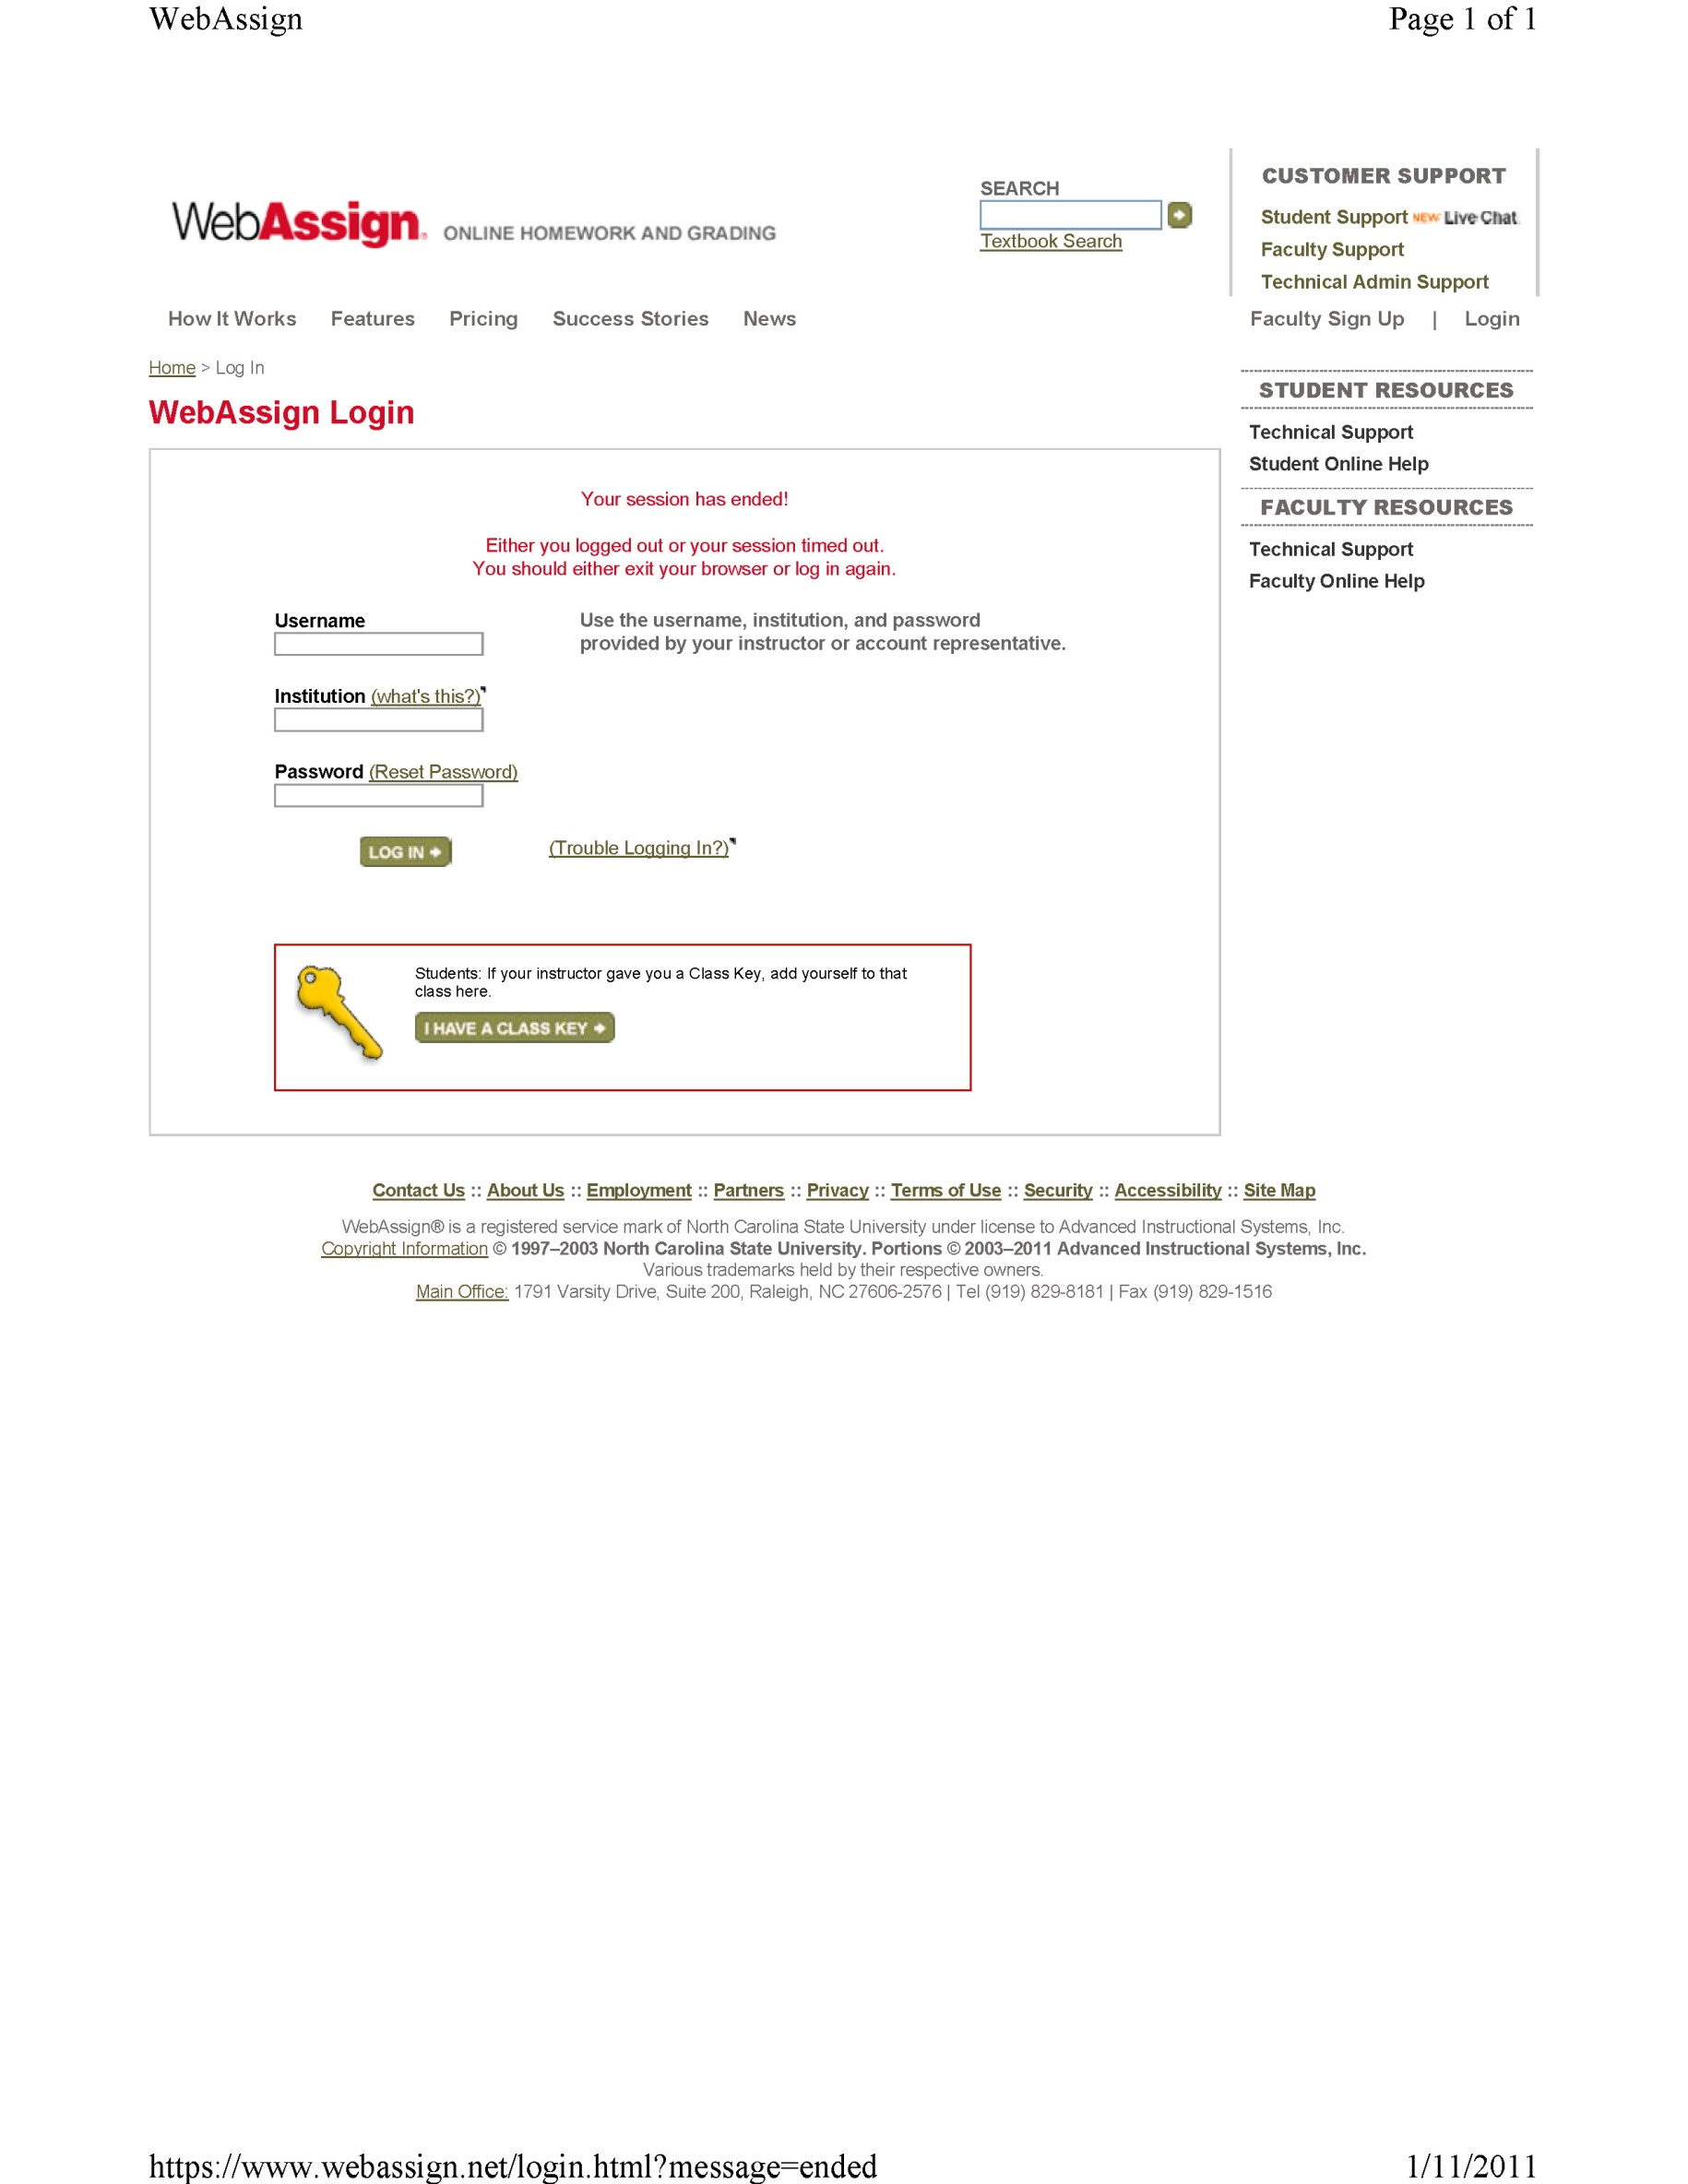 WebAssign
Page 1 of 1
WebAssign. ONLINE HOMEWORK AND GRADING
SEARCH
Textbook Search
CUSTOMER SUPPORT
Student Support NEW Live Chat
Faculty Support
Technical Admin Support
How It Works Features Pricing Success Stories News
Faculty Sign Up | Login
Home > Log In
WebAssign Login
Your session has ended!
Either you logged out or your session timed out.
You should either exit your browser or log in again.
Username
Use the username, institution, and password
provided by your instructor or account representative.
Institution (what's this?)
Password (Reset Password)
LOG IN
(Trouble Logging In?)
Students: If your instructor gave you a Class Key, add yourself to that
class here.
I HAVE A CLASS KEY
STUDENT RESOURCES
Technical Support
Student Online Help
FACULTY RESOURCES
Technical Support
Faculty Online Help
Contact Us :: About Us :: Employment :: Partners :: Privacy :: Terms of Use :: Security :: Accessibility :: Site Map
WebAssign® is a registered service mark of North Carolina State University under license to Advanced Instructional Systems, Inc.
Copyright Information © 1997–2003 North Carolina State University. Portions © 2003–2011 Advanced Instructional Systems, Inc.
Various trademarks held by their respective owners.
Main Office: 1791 Varsity Drive, Suite 200, Raleigh, NC 27606-2576 | Tel (919) 829-8181 | Fax (919) 829-1516
https://www.webassign.net/login.html?message=ended
1/11/2011